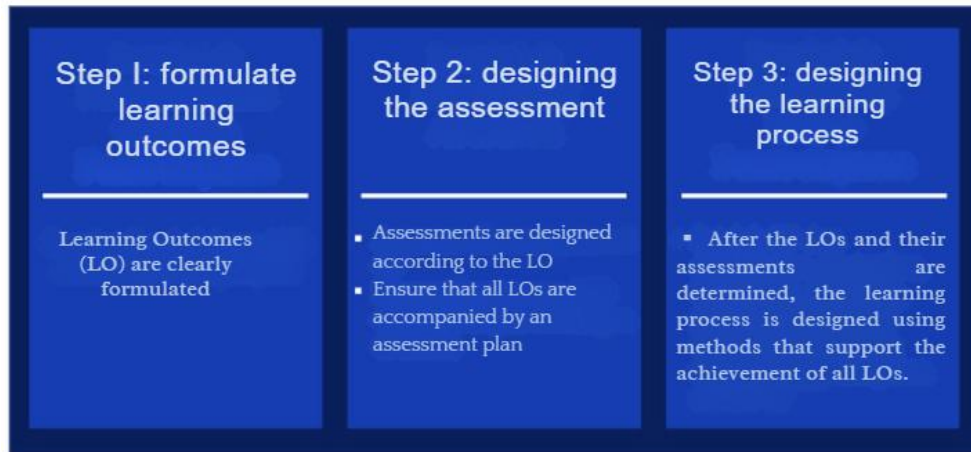 Step I: formulate
learning
outcomes
Learning Outcomes
(LO) are clearly
formulated
Step 2: designing
the assessment
▪ Assessments are designed
according to the LO
▪ Ensure that all LOs are
accompanied by an
assessment plan
Step 3: designing
the learning
process
▪ After the LOs and their
assessments are
determined, the learning
process is designed using
methods that support the
achievement of all LOs.